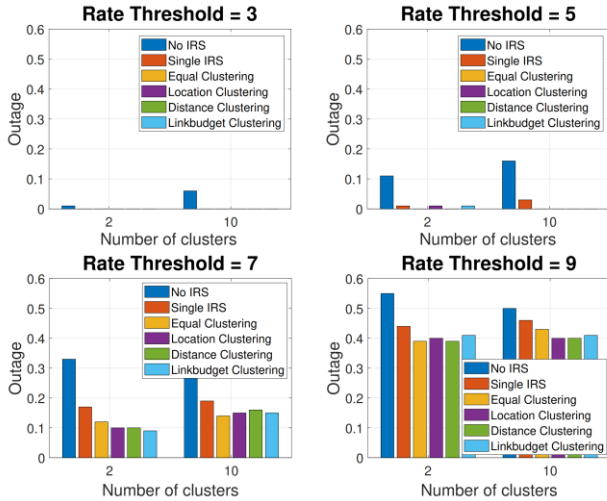 Rate Threshold = 3
0.6
0.5
0.4
0.3
0.2
0.1
0
Outage
No IRS
Single IRS
Equal Clustering
Location Clustering
Distance Clustering
Linkbudget Clustering
2 10
Number of clusters
Rate Threshold = 5
0.6
0.5
0.4
0.3
0.2
0.1
0
Outage
No IRS
Single IRS
Equal Clustering
Location Clustering
Distance Clustering
Linkbudget Clustering
2 10
Number of clusters
Rate Threshold = 7
0.6
0.5
0.4
0.3
0.2
0.1
0
Outage
No IRS
Single IRS
Equal Clustering
Location Clustering
Distance Clustering
Linkbudget Clustering
2 10
Number of clusters
Rate Threshold = 9
0.6
0.5
0.4
0.3
0.2
0.1
0
Outage
No IRS
Single IRS
Equal Clustering
Location Clustering
Distance Clustering
Linkbudget Clustering
2 10
Number of clusters